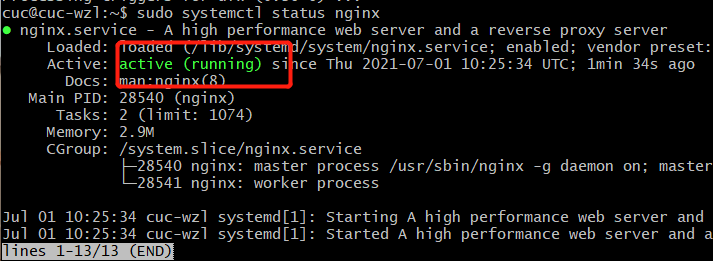 cuc@cuc-wzl:~$ sudo systemctl status nginx
● nginx.service - A high performance web server and a reverse proxy server
Loaded: loaded (/lib/systemd/system/nginx.service; enabled; vendor preset:
Active: active (running) since Thu 2021-07-01 10:25:34 UTC; 1min 34s ago
Docs: man:nginx(8)
Main PID: 28540 (nginx)
Tasks: 2 (limit: 1074)
Memory: 2.9M
CGroup: /system.slice/nginx.service
├─28540 nginx: master process /usr/sbin/nginx -g daemon on; master
└─28541 nginx: worker process
Jul 01 10:25:34 cuc-wzl systemd[1]: Starting A high performance web server and
Jul 01 10:25:34 cuc-wzl systemd[1]: Started A high performance web server and a
lines 1-13/13 (END)